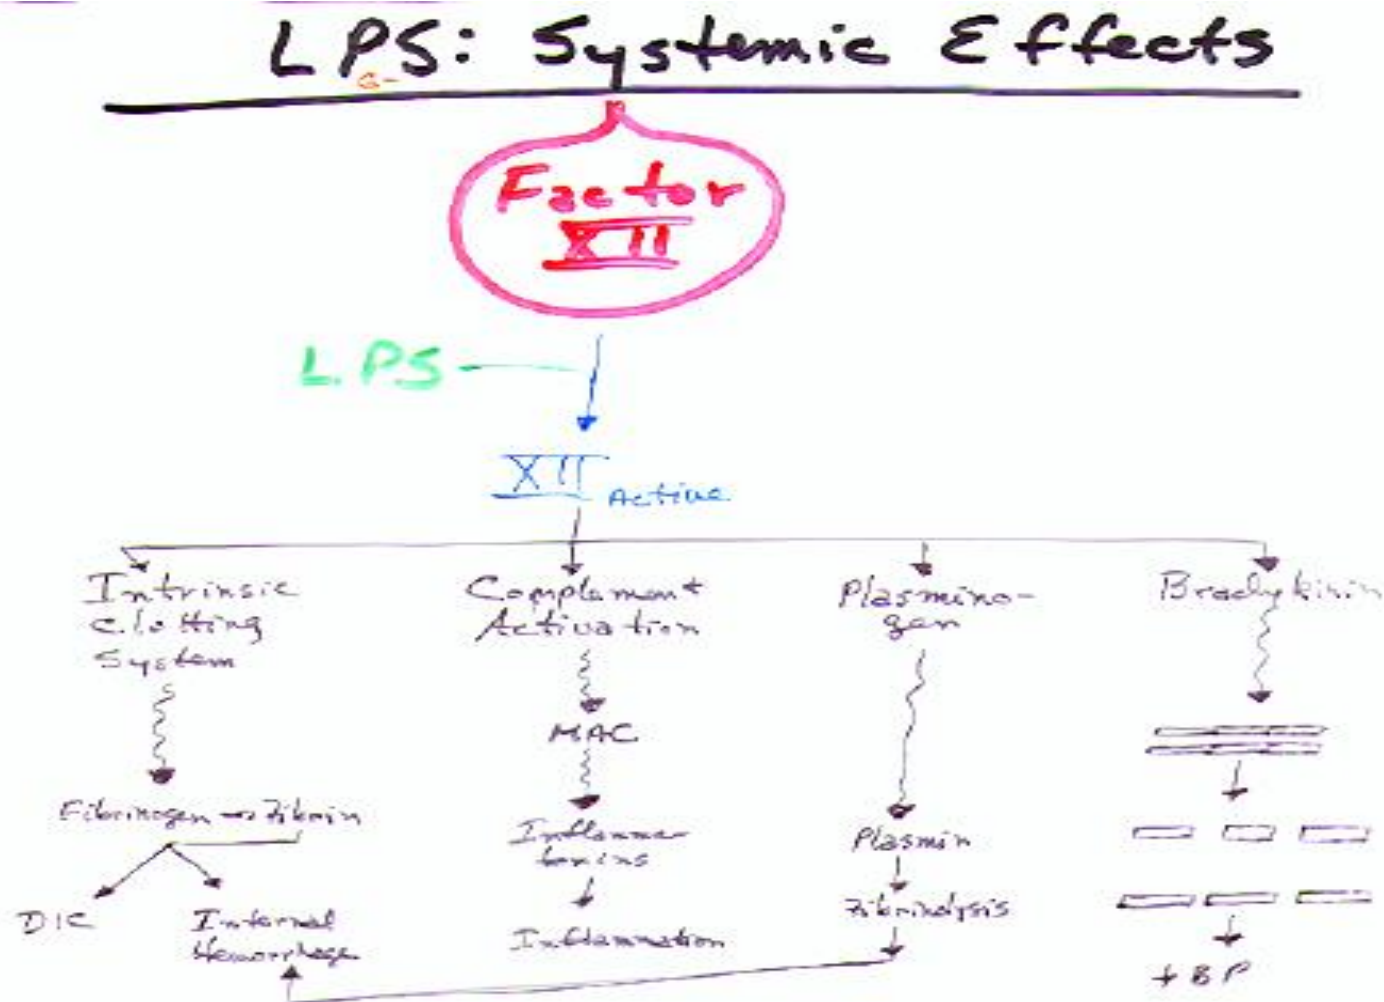 LPS: Systemic Effects
G-
Factor
XII
LPS
XII Active
Intrinsic
Clotting
System
Complement
Activation
Plasmino-
gen
Bradykinin
MAC
Fibrinogen → Fibrin
Inflamma-
toxins
Plasmin
Fibrinolysis
DIC
Internal
Hemorrhage
Inflammation
↓ BP